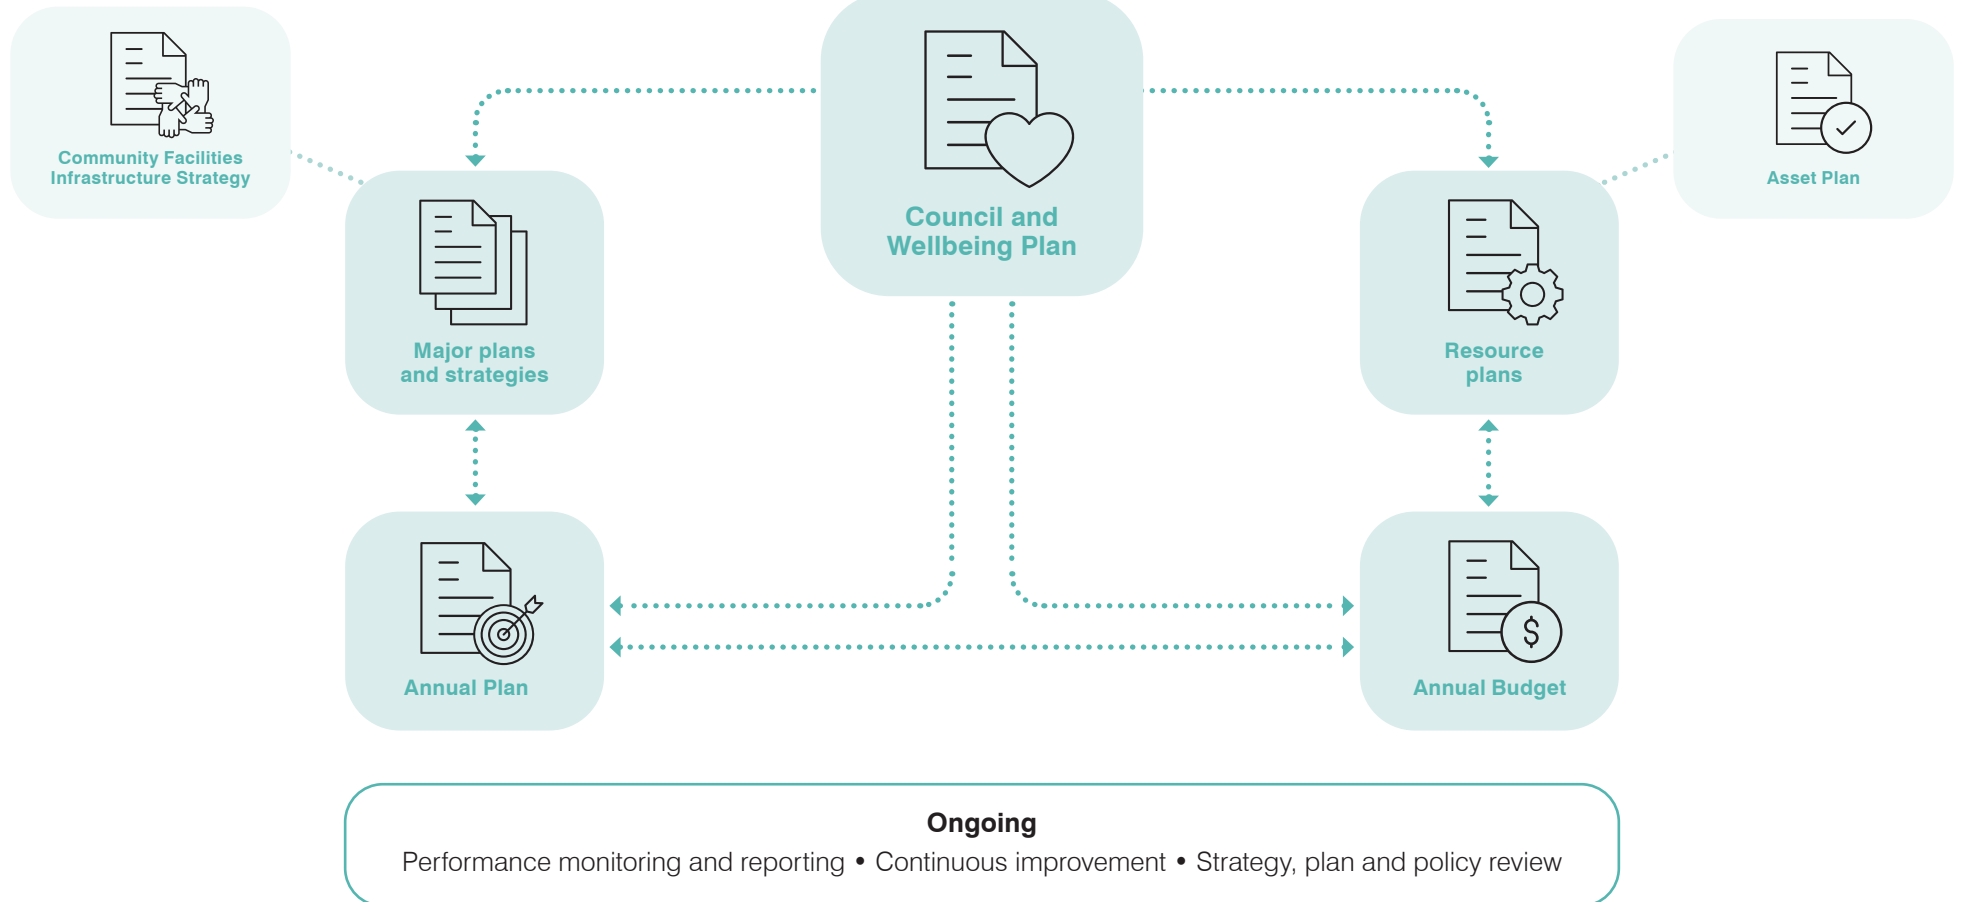 Community Facilities
Infrastructure Strategy
Council and
Wellbeing Plan
Asset Plan
Major plans
and strategies
Resource
plans
Annual Plan
$
Annual Budget
Ongoing
Performance monitoring and reporting • Continuous improvement • Strategy, plan and policy review